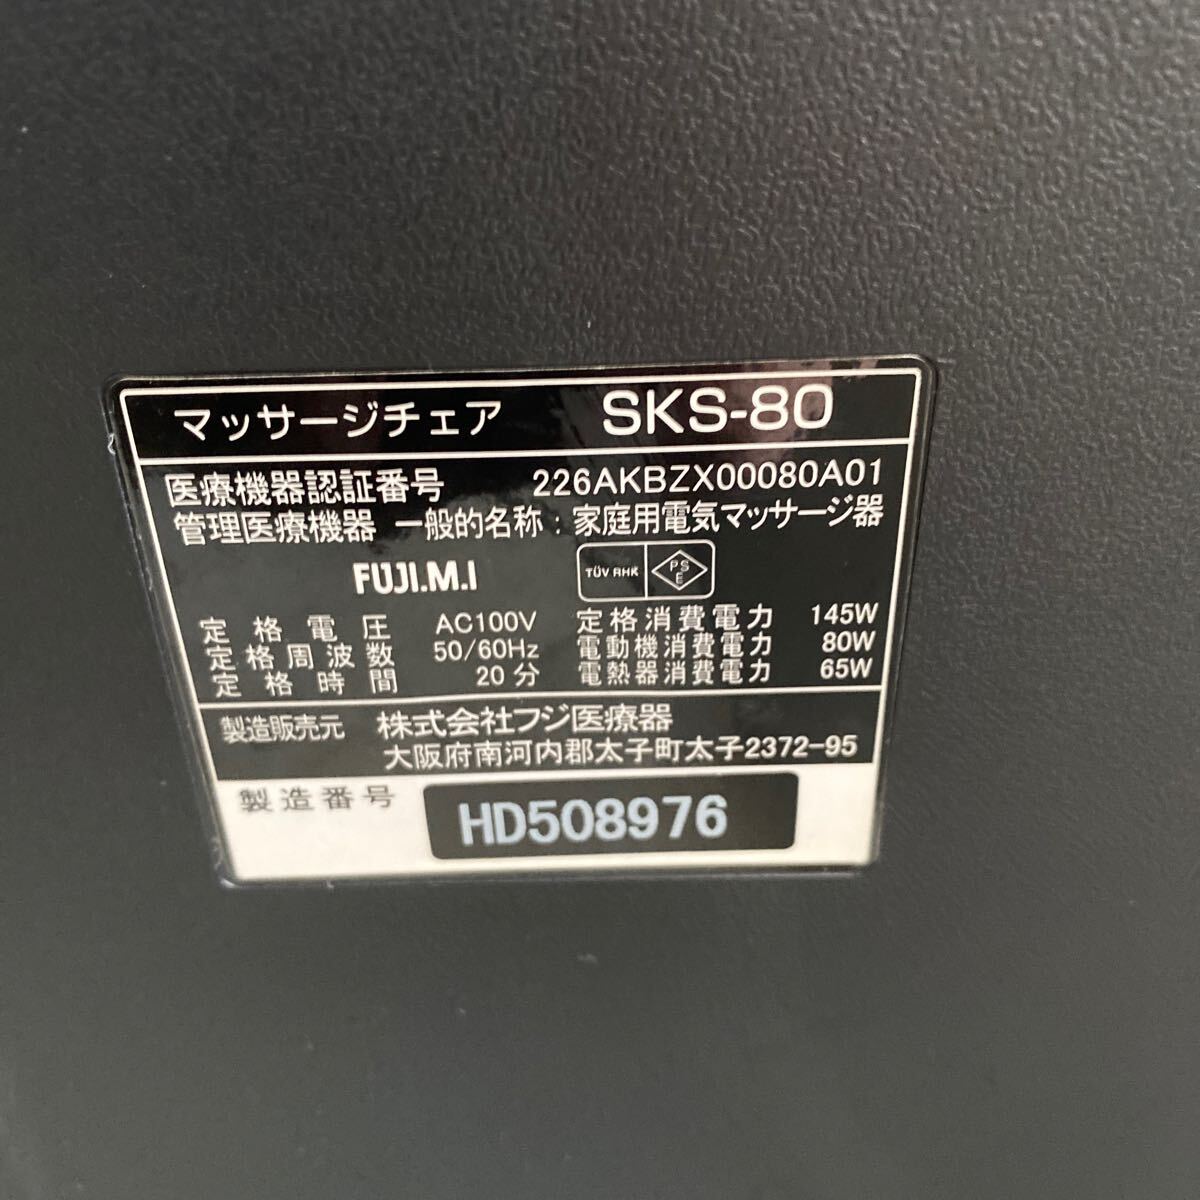 マッサージチェア SKS-80
医療機器認証番号 226AKBZX00080A01
管理医療機器 一般的名称：家庭用電気マッサージ器
FUJI.M.I TÜV RHK PS E
定格電圧 AC100V 定格消費電力 145W
定格周波数 50/60Hz 電動機消費電力 80W
定格時間 20分 電熱器消費電力 65W
製造販売元 株式会社フジ医療器
大阪府南河内郡太子町太子2372-95
製造番号 HD508976